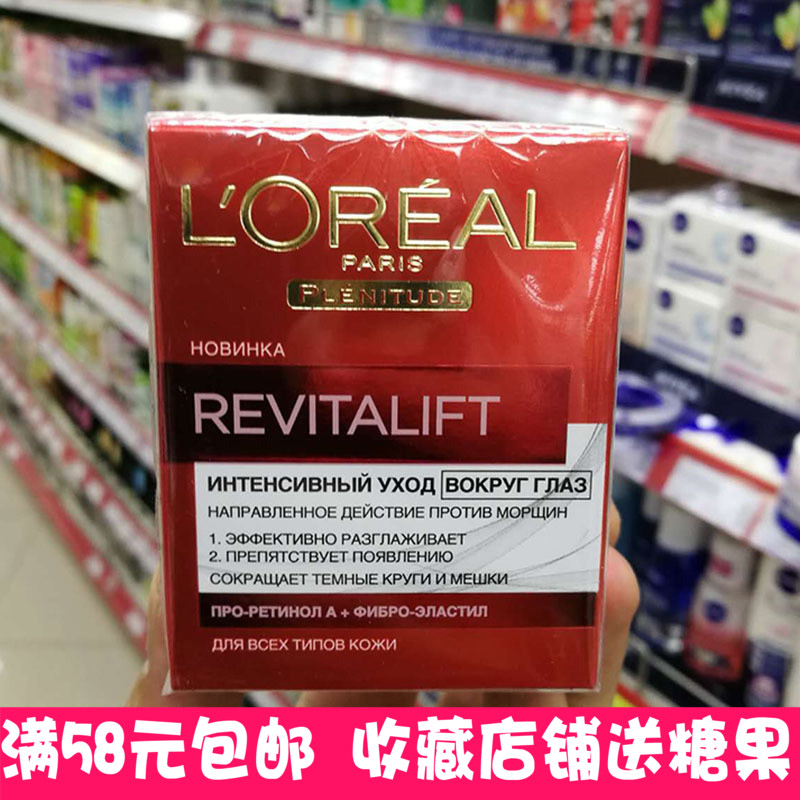 L'ORÉAL
PARIS
PLÉNITUDE
НОВИНКА
REVITALIFT
ИНТЕНСИВНЫЙ УХОД ВОКРУГ ГЛАЗ
НАПРАВЛЕННОЕ ДЕЙСТВИЕ ПРОТИВ МОРЩИН
1. ЭФФЕКТИВНО РАЗГЛАЖИВАЕТ
2. ПРЕПЯТСТВУЕТ ПОЯВЛЕНИЮ
СОКРАЩАЕТ ТЕМНЫЕ КРУГИ И МЕШКИ
ПРО-РЕТИНОЛ А + ФИБРО-ЭЛАСТИЛ
ДЛЯ ВСЕХ ТИПОВ КОЖИ
满58元包邮 收藏店铺送糖果